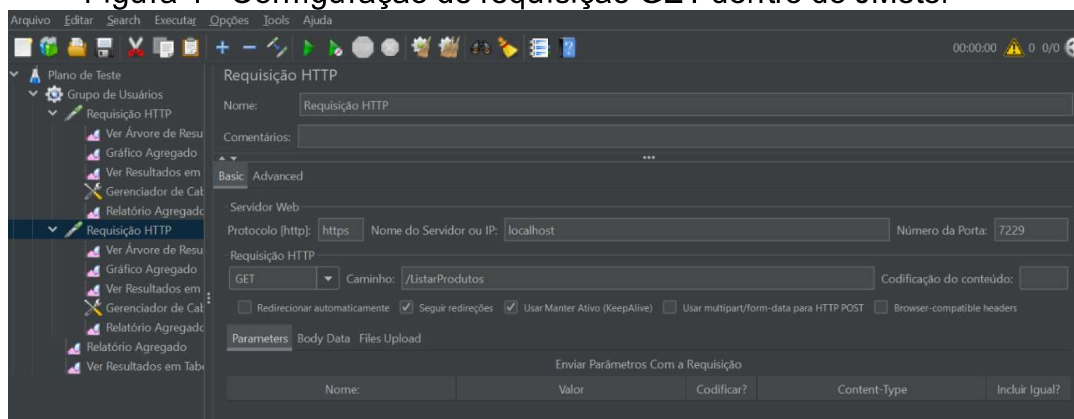 Figura 4 - Configuração de requisição GET dentro do JMeter
Arquivo Editar Search Executar Opções Tools Ajuda
00:00:00 0 0/0
Plano de Teste
Grupo de Usuários
Requisição HTTP
Ver Árvore de Resu
Gráfico Agregado
Ver Resultados em
Gerenciador de Cab
Relatório Agregado
Requisição HTTP
Ver Árvore de Resu
Gráfico Agregado
Ver Resultados em
Gerenciador de Cab
Relatório Agregado
Relatório Agregado
Ver Resultados em Tabe
Requisição HTTP
Nome: Requisição HTTP
Comentários:
Basic Advanced
Servidor Web
Protocolo [http]: https Nome do Servidor ou IP: localhost Número da Porta: 7229
Requisição HTTP
GET Caminho: /ListarProdutos Codificação do conteúdo:
Redirecionar automaticamente Seguir redireções Usar Manter Ativo (KeepAlive) Usar multipart/form-data para HTTP POST Browser-compatible headers
Parameters Body Data Files Upload
Enviar Parâmetros Com a Requisição
Nome: Valor Codificar? Content-Type Incluir Igual?